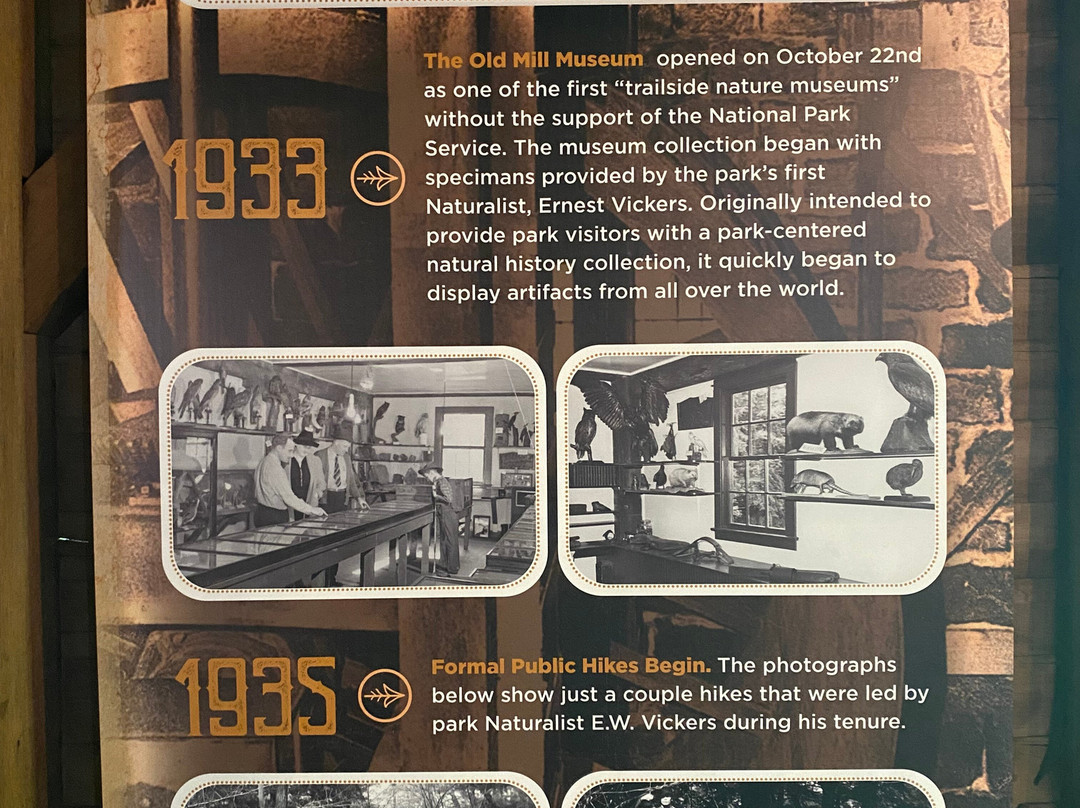 The Old Mill Museum opened on October 22nd
as one of the first “trailside nature museums”
without the support of the National Park
1933
Service. The museum collection began with
specimans provided by the park’s first
Naturalist, Ernest Vickers. Originally intended to
provide park visitors with a park-centered
natural history collection, it quickly began to
display artifacts from all over the world.
1935
Formal Public Hikes Begin. The photographs
below show just a couple hikes that were led by
park Naturalist E.W. Vickers during his tenure.